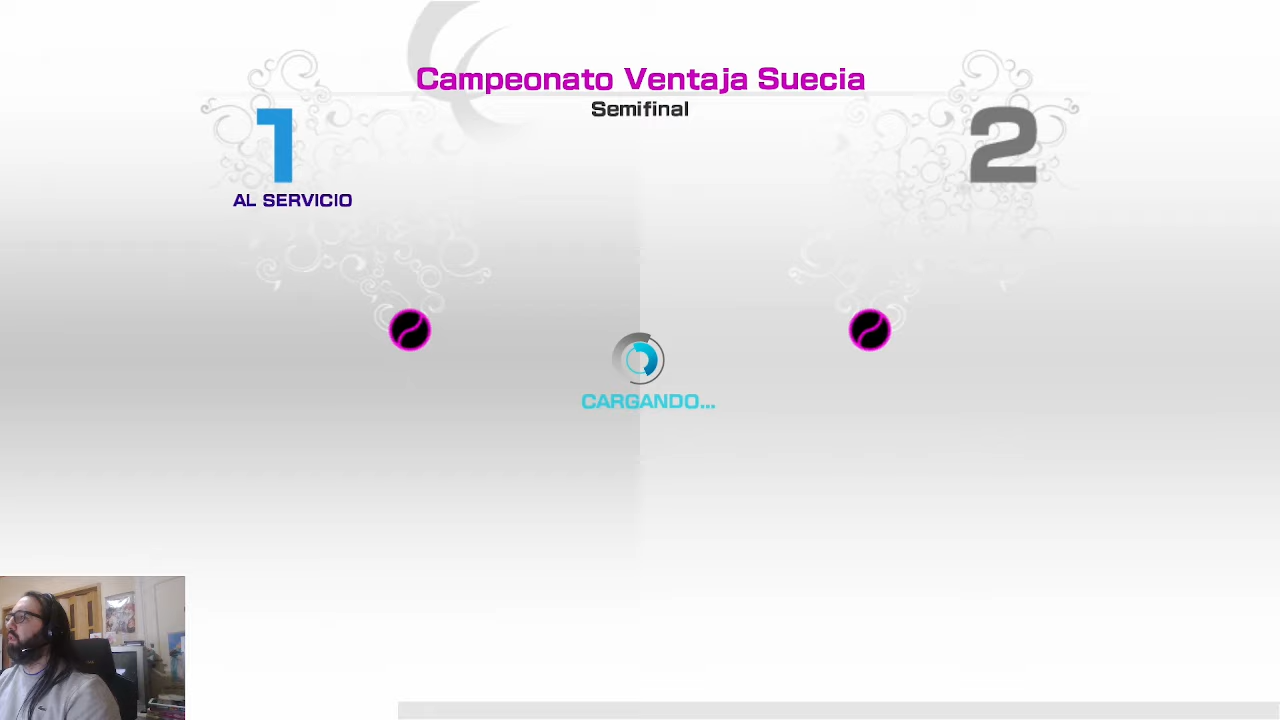 Campeonato Ventaja Suecia
Semifinal
1
2
AL SERVICIO
CARGANDO...